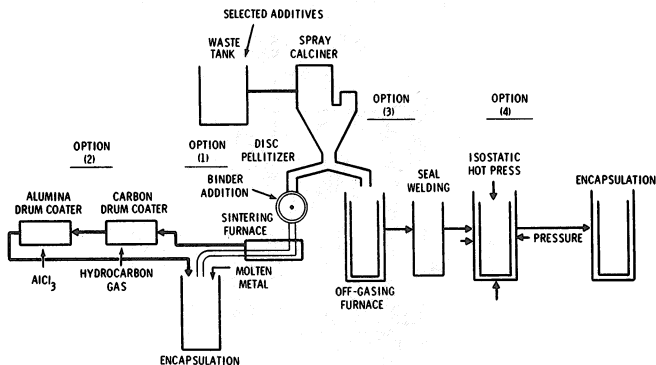 SELECTED ADDITIVES
WASTE
TANK
SPRAY
CALCINER
OPTION
(3)
OPTION
(4)
OPTION
(2)
OPTION
(1)
DISC
PELLITIZER
BINDER
ADDITION
ISOSTATIC
HOT PRESS
SEAL
WELDING
ENCAPSULATION
ALUMINA
DRUM COATER
CARBON
DRUM COATER
SINTERING
FURNACE
PRESSURE
AlCl3
HYDROCARBON
GAS
MOLTEN
METAL
OFF-GASING
FURNACE
ENCAPSULATION